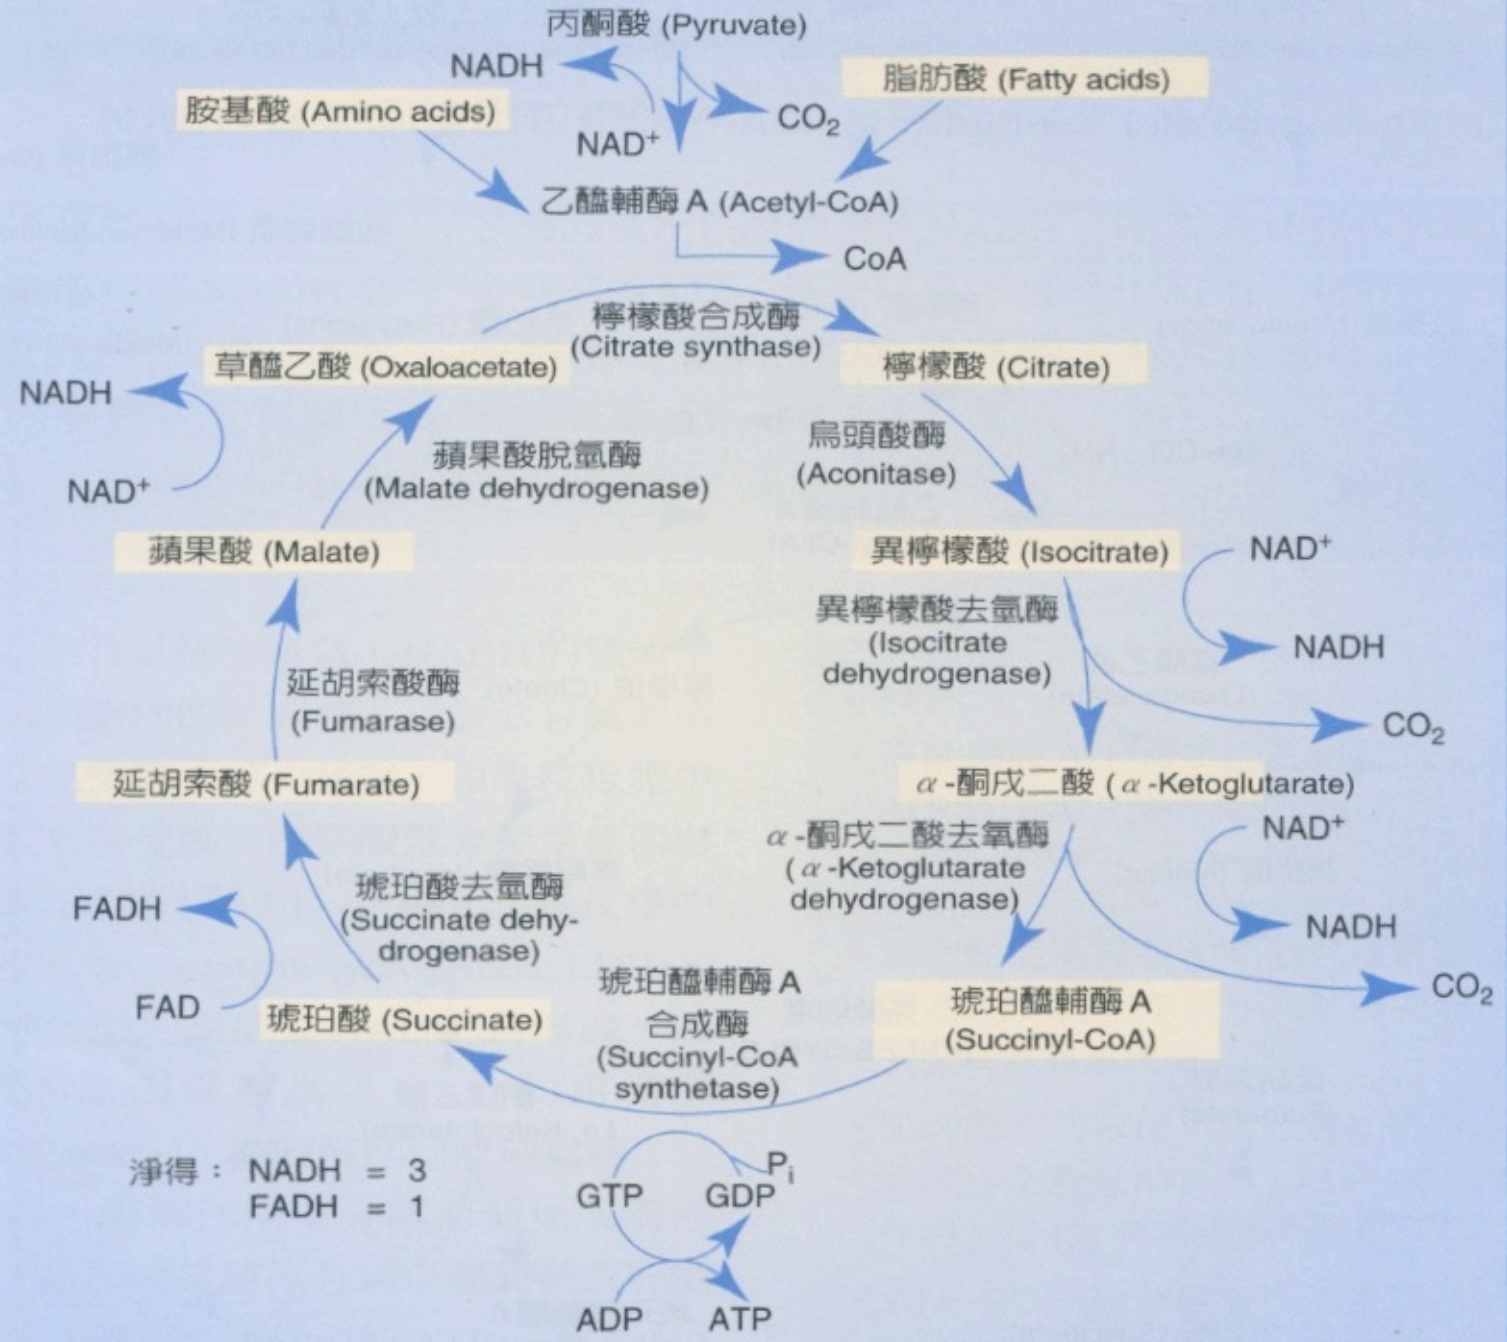 丙酮酸 (Pyruvate)
NADH
脂肪酸 (Fatty acids)
胺基酸 (Amino acids)
CO₂
NAD⁺
乙醯輔酶 A (Acetyl-CoA)
CoA
檸檬酸合成酶
(Citrate synthase)
草醯乙酸 (Oxaloacetate)
檸檬酸 (Citrate)
NADH
烏頭酸酶
(Aconitase)
蘋果酸脫氫酶
(Malate dehydrogenase)
NAD⁺
蘋果酸 (Malate)
異檸檬酸 (Isocitrate)
NAD⁺
異檸檬酸去氫酶
(Isocitrate
dehydrogenase)
NADH
延胡索酸酶
(Fumarase)
CO₂
延胡索酸 (Fumarate)
α-酮戌二酸 (α-Ketoglutarate)
α-酮戌二酸去氧酶
(α-Ketoglutarate
dehydrogenase)
NAD⁺
NADH
琥珀酸去氫酶
(Succinate dehy-
drogenase)
FADH
FAD
CO₂
琥珀酸 (Succinate)
琥珀醯輔酶 A
合成酶
(Succinyl-CoA
synthetase)
琥珀醯輔酶 A
(Succinyl-CoA)
淨得：NADH = 3
FADH = 1
Pᵢ
GTP
GDP
ADP
ATP